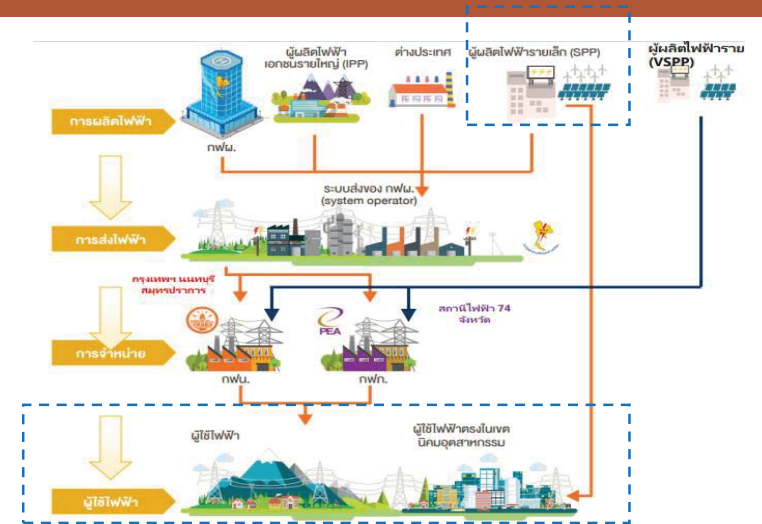 ผู้ผลิตไฟฟ้า
เอกชนรายใหญ่ (IPP)
ต่างประเทศ
ผู้ผลิตไฟฟ้ารายเล็ก (SPP)
ผู้ผลิตไฟฟ้าราย
(VSPP)
การผลิตไฟฟ้า
กฟผ.
ระบบส่งของ กฟผ.
(system operator)
การส่งไฟฟ้า
กรุงเทพฯ นนทบุรี
สมุทรปราการ
สถานีไฟฟ้า 74
จังหวัด
PEA
การจำหน่าย
กฟน.
กฟภ.
ผู้ใช้ไฟฟ้า
ผู้ใช้ไฟฟ้าตรงในเขต
นิคมอุตสาหกรรม
ผู้ใช้ไฟฟ้า